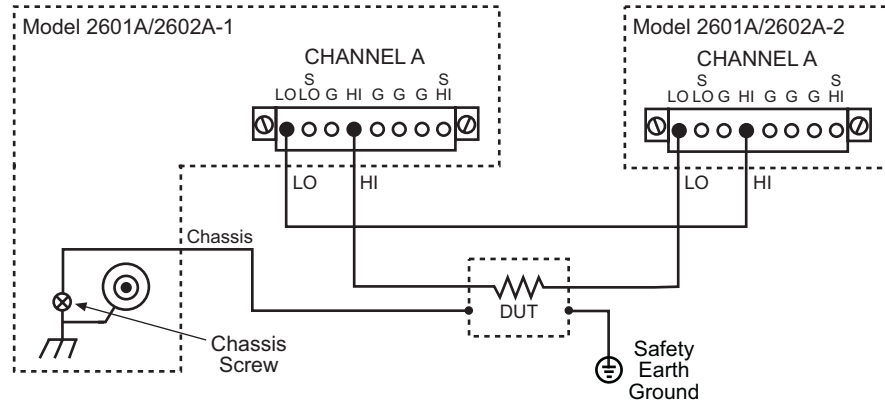 Model 2601A/2602A-1
CHANNEL A
S S
LO LO G HI G G G HI
LO HI
Model 2601A/2602A-2
CHANNEL A
S S
LO LO G HI G G G HI
LO HI
Chassis
DUT
Chassis
Screw
Safety
Earth
Ground